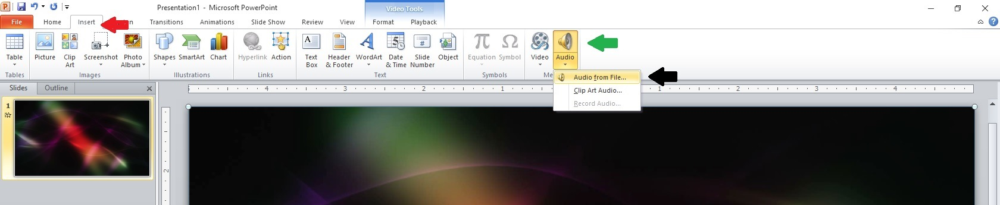 Presentation1 - Microsoft PowerPoint
Video Tools
File Home Insert Transitions Animations Slide Show Review View Format Playback
Table
Picture
Clip Art
Screenshot
Photo Album
Shapes
SmartArt
Chart
Hyperlink
Action
Text Box
Header & Footer
WordArt
Date & Time
Slide Number
Object
Equation
Symbol
Video
Audio
Tables Images Illustrations Links Text Symbols
Audio from File...
Clip Art Audio...
Record Audio...
Slides Outline
4 3 2 1 1 2 3 4
1
2